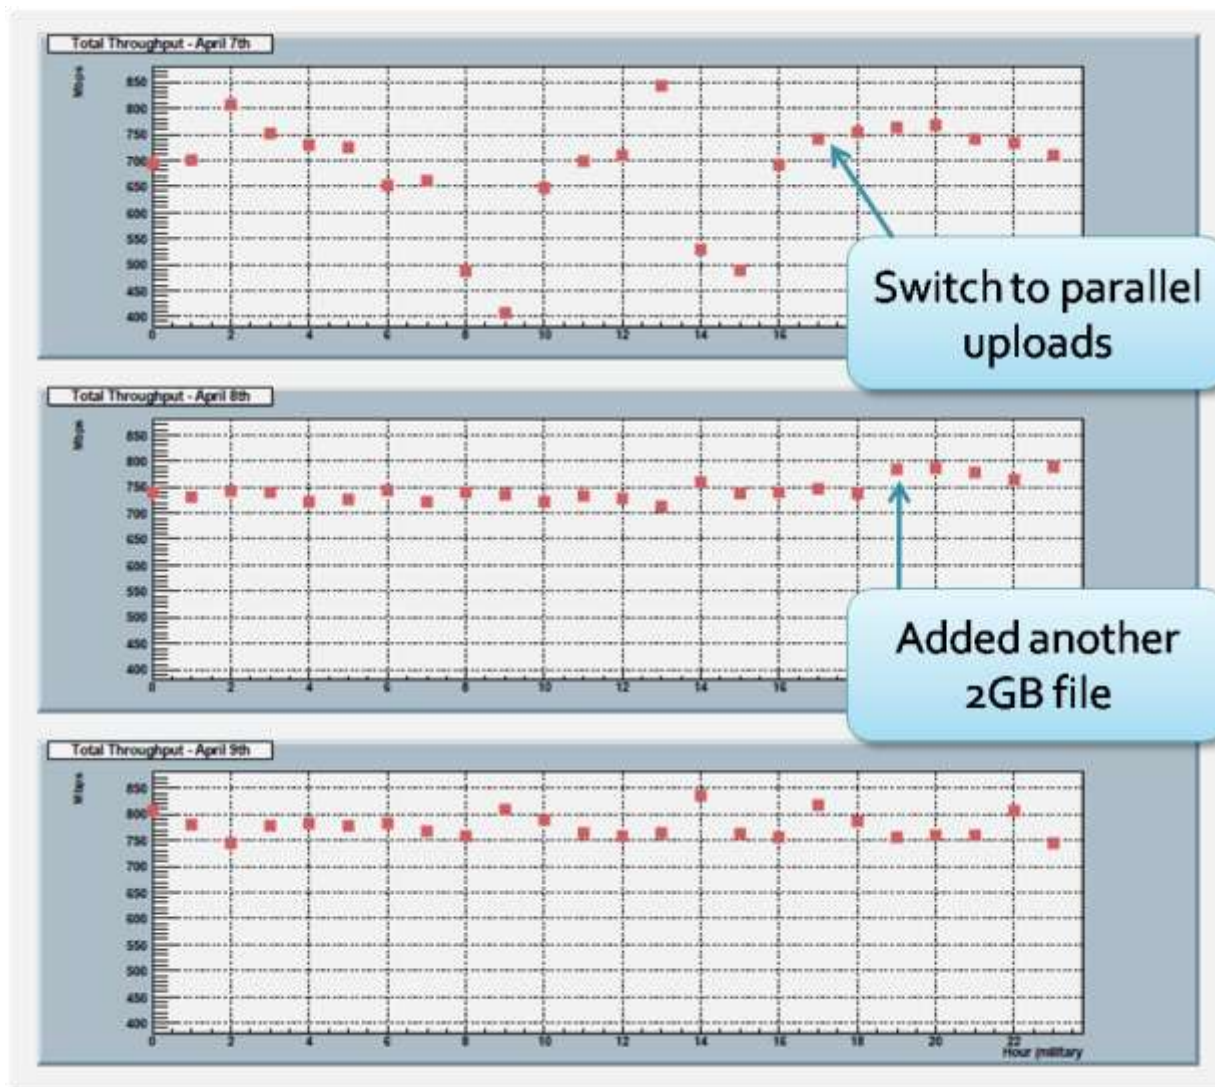 Total Throughput - April 7th
Mbps
850
800
750
700
650
600
550
500
450
400
0 2 4 6 8 10 12 14 16
Switch to parallel
uploads
Total Throughput - April 8th
Mbps
850
800
750
700
650
600
550
500
450
400
0 2 4 6 8 10 12 14 16
Added another
2GB file
Total Throughput - April 9th
Mbps
850
800
750
700
650
600
550
500
450
400
0 2 4 6 8 10 12 14 16 18 20 22
Hour (military